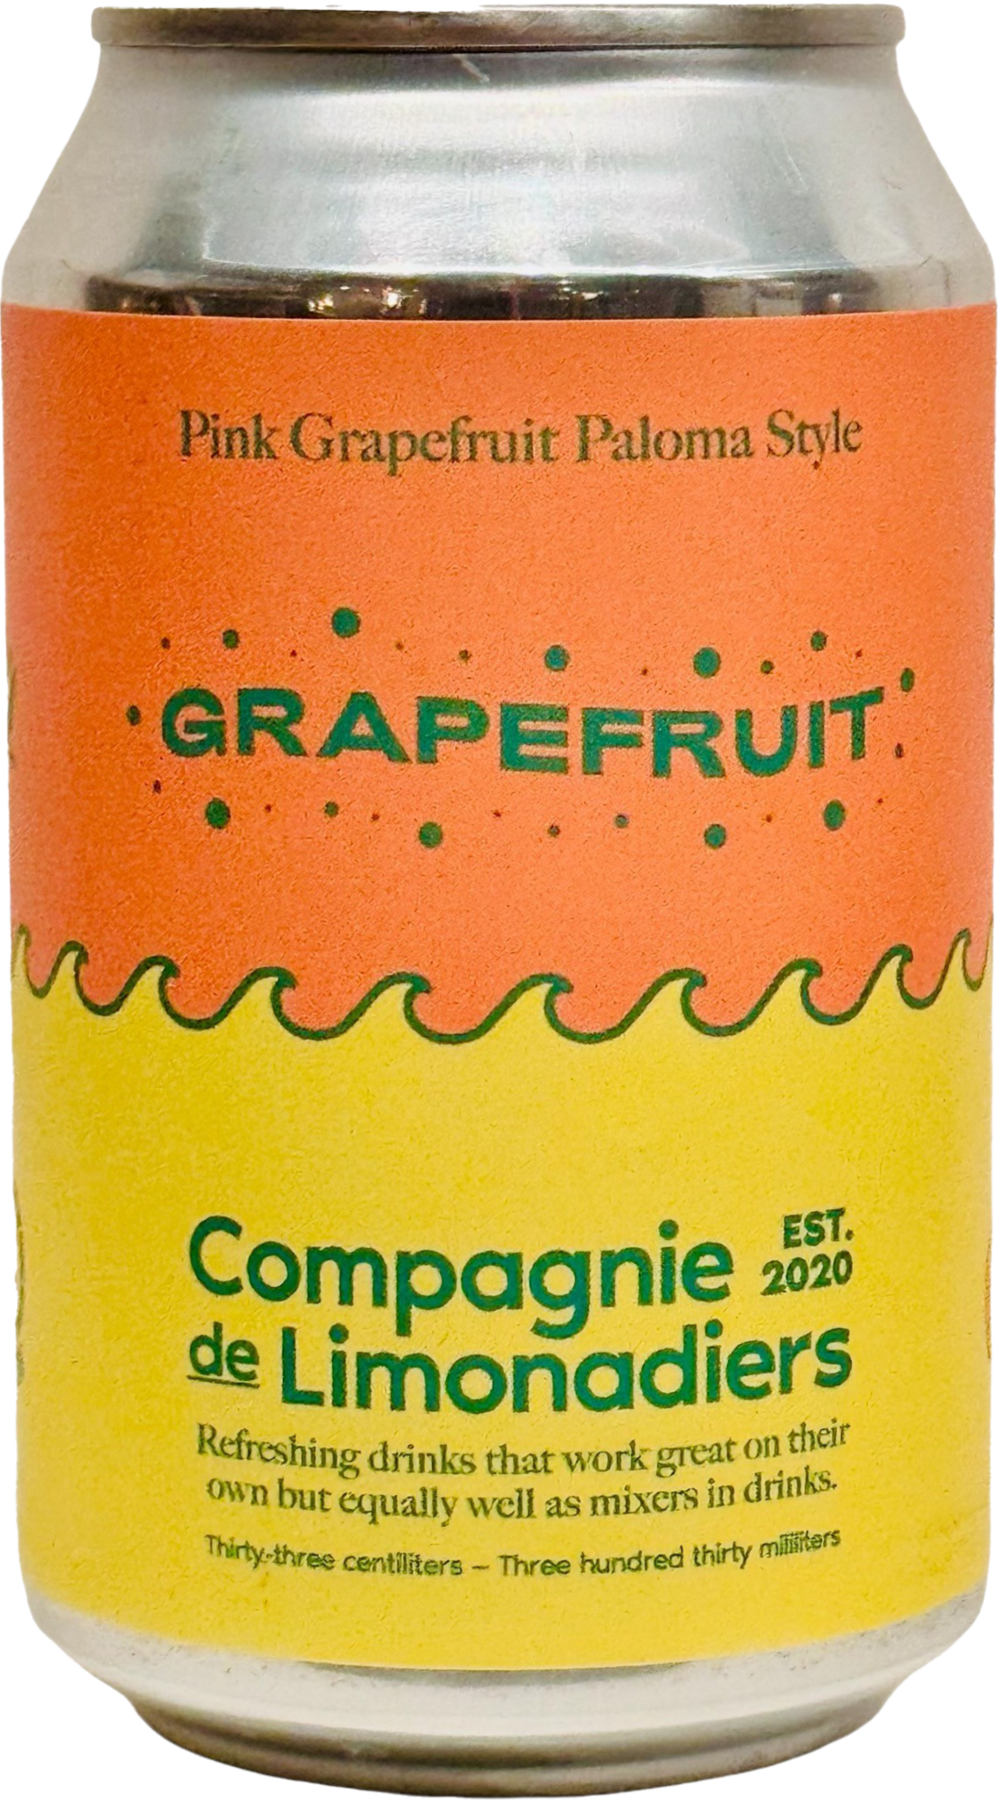 Pink Grapefruit Paloma Style
GRAPEFRUIT
Compagnie
EST.
2020
de Limonadiers
Refreshing drinks that work great on their
own but equally well as mixers in drinks.
Thirty-three centiliters – Three hundred thirty milliliters